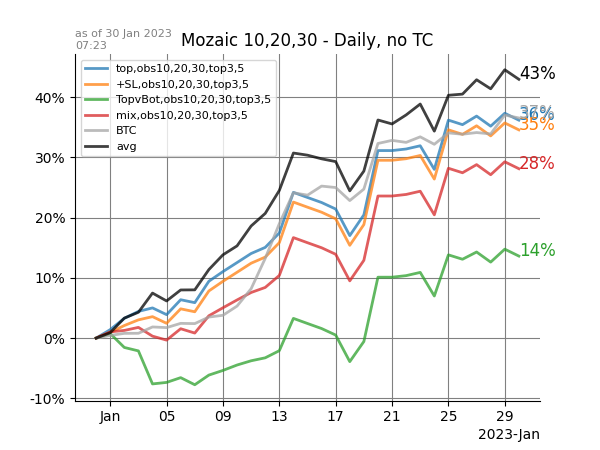 as of 30 Jan 2023
07:23
Mozaic 10,20,30 - Daily, no TC
top,obs10,20,30,top3,5
+SL,obs10,20,30,top3,5
TopvBot,obs10,20,30,top3,5
mix,obs10,20,30,top3,5
BTC
avg
43%
36%
35%
28%
14%
40%
30%
20%
10%
0%
-10%
Jan 05 09 13 17 21 25 29
2023-Jan